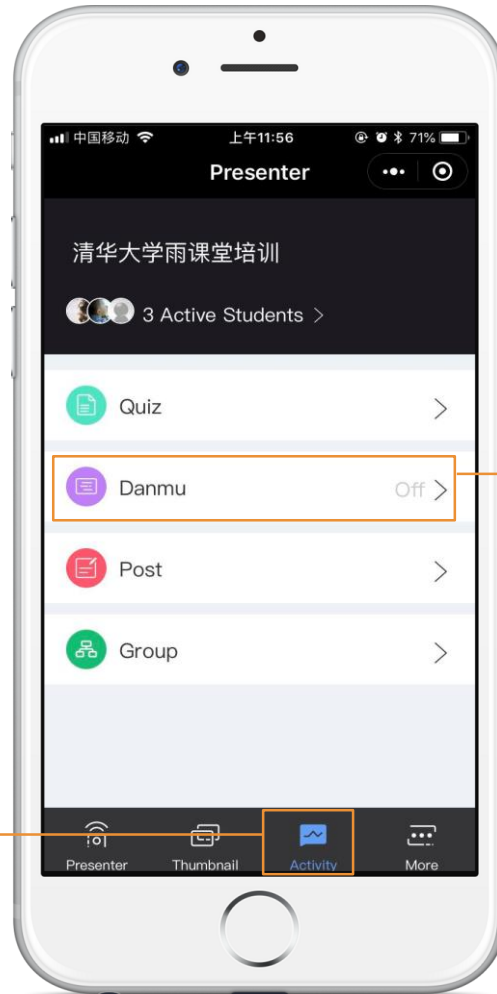 中国移动 上午11:56 71%
Presenter
清华大学雨课堂培训
3 Active Students >
Quiz
Danmu Off
Post
Group
Presenter Thumbnail Activity More